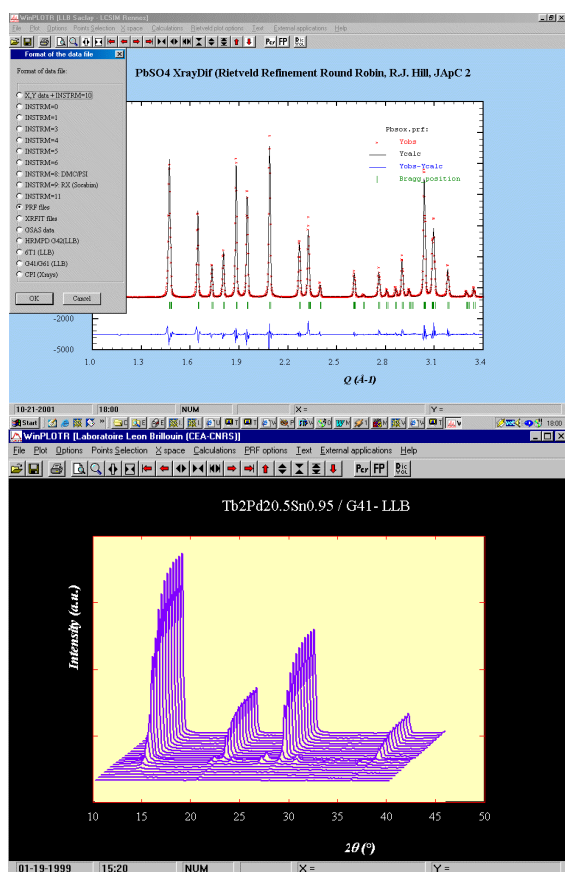 WinPLOTR (LLB Saclay - LCSIM Rennes)
File Plot Options Points Selection X space Calculations Rietveld plot options Text External applications Help
Pcr FP Dic VOL
Format of the data file
Format of data file:
X,Y data + INSTRM=10
INSTRM=0
INSTRM=1
INSTRM=3
INSTRM=4
INSTRM=5
INSTRM=6
INSTRM=8: DMC/PSI
INSTRM=9: RX (Socabim)
INSTRM=11
PRF files
XRFIT files
GSAS data
HRMPD G42(LLB)
6T1 (LLB)
G41/G61 (LLB)
CPI (Xrays)
OK Cancel
PbSO4 XrayDif (Rietveld Refinement Round Robin, R.J. Hill, JApC 2
Pbsox.prf:
Yobs
Ycalc
Yobs-Ycalc
Bragg_position
-2000
-5000
1.0 1.3 1.6 1.9 2.2 2.5 2.8 3.1 3.4
Q (Å-1)
10-21-2001 18:00 NUM X = Y =
Start 18:00
WinPLOTR [Laboratoire Leon Brillouin (CEA-CNRS)]
File Plot Options Points Selection X space Calculations PRF options Text External applications Help
Pcr FP Dic VOL
Tb2Pd20.5Sn0.95 / G41- LLB
Intensity (a.u.)
10 15 20 25 30 35 40 45 50
2θ (°)
01-19-1999 15:20 NUM X = Y =